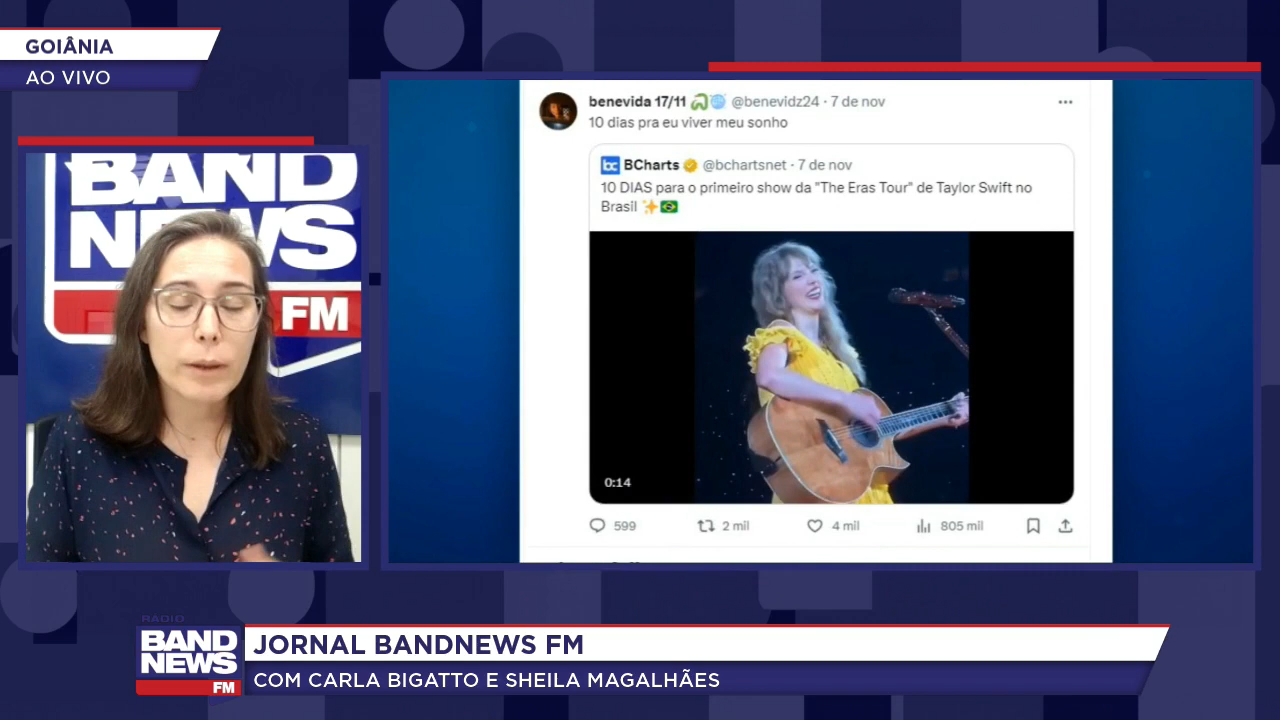 GOIÂNIA
AO VIVO
BAND
NEWS
FM
benevida 17/11 @benevidz24 · 7 de nov
10 dias pra eu viver meu sonho
bc BCharts @bchartsnet · 7 de nov
10 DIAS para o primeiro show da "The Eras Tour" de Taylor Swift no
Brasil
0:14
599 2 mil 4 mil 805 mil
RÁDIO
BAND
NEWS
FM
JORNAL BANDNEWS FM
COM CARLA BIGATTO E SHEILA MAGALHÃES